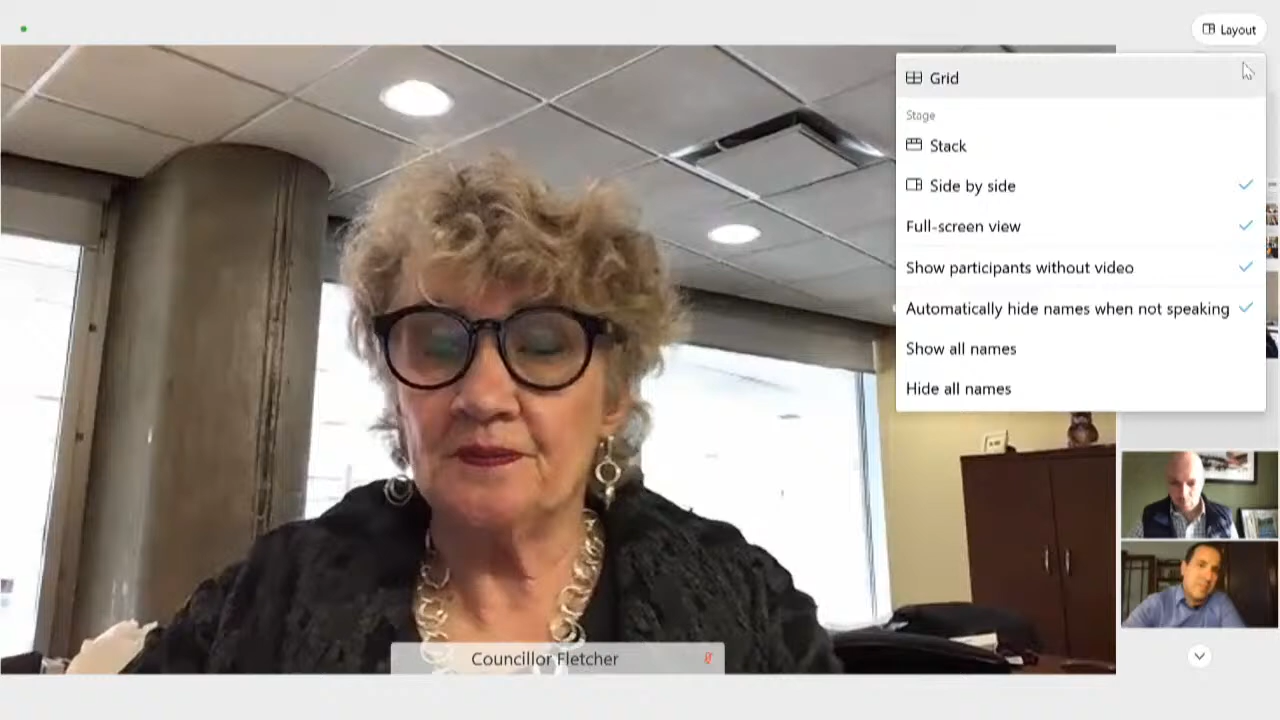 Layout
Grid
Stage
Stack
Side by side
Full-screen view
Show participants without video
Automatically hide names when not speaking
Show all names
Hide all names
Councillor Fletcher